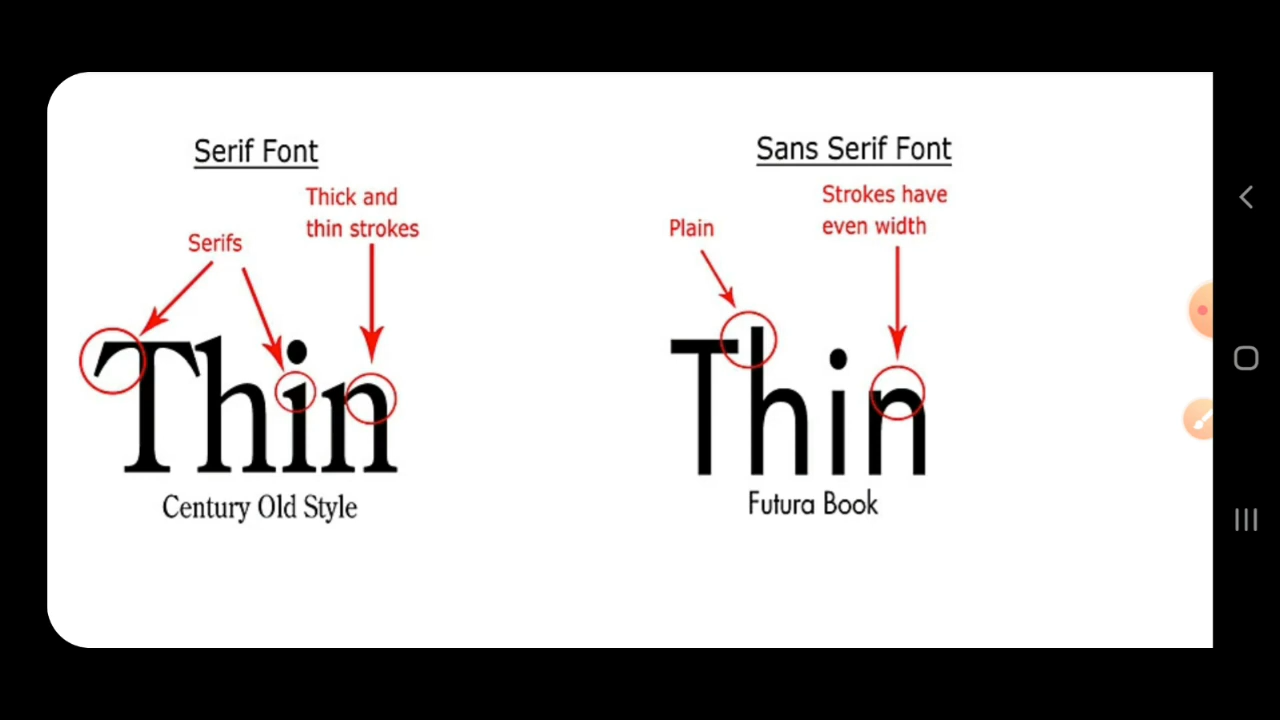 Serif Font
Thick and
thin strokes
Serifs
Thin
Century Old Style
Sans Serif Font
Strokes have
even width
Plain
Thin
Futura Book